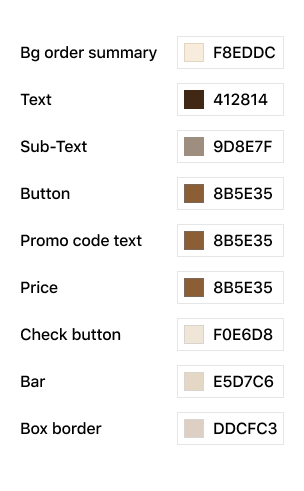 Bg order summary F8EDDC
Text 412814
Sub-Text 9D8E7F
Button 8B5E35
Promo code text 8B5E35
Price 8B5E35
Check button F0E6D8
Bar E5D7C6
Box border DDCFC3